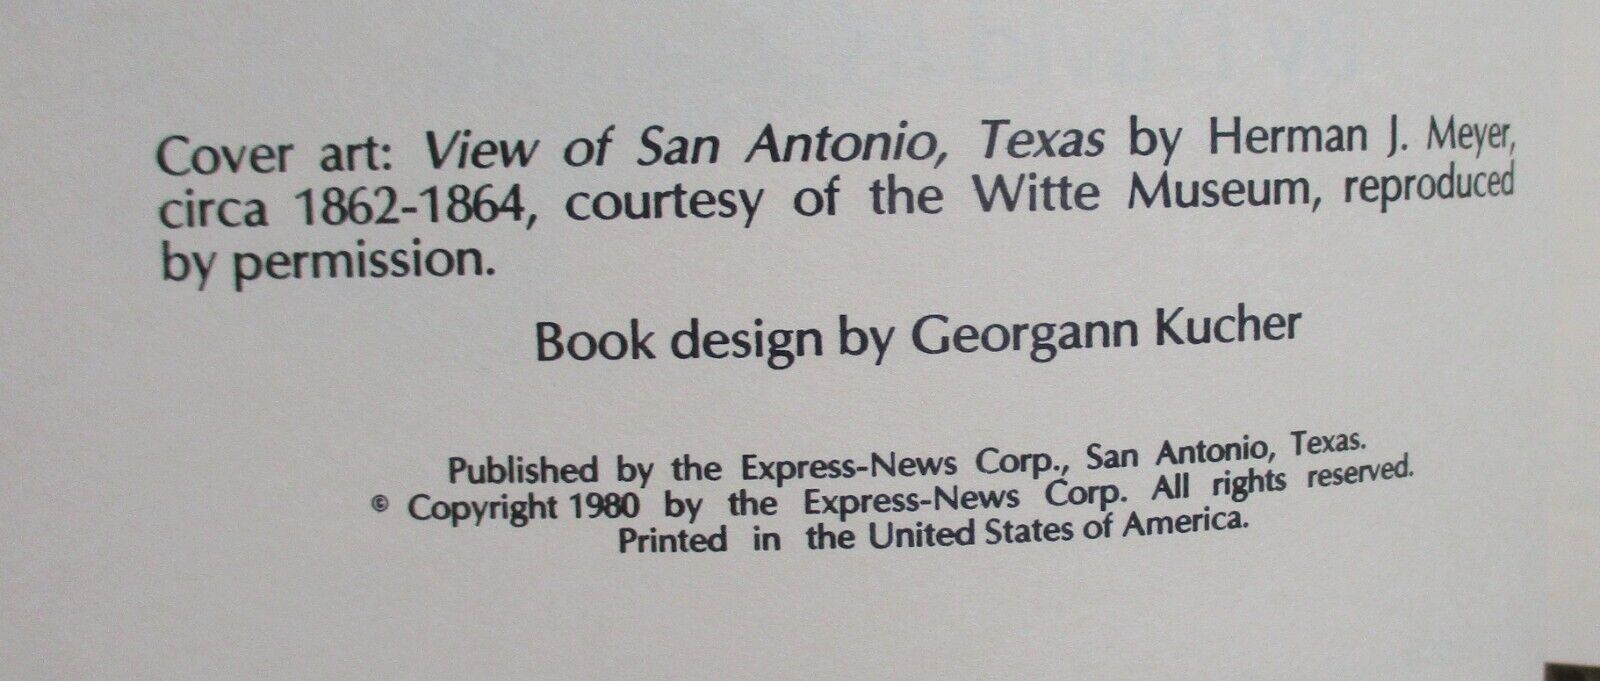 Cover art: View of San Antonio, Texas by Herman J. Meyer,
circa 1862-1864, courtesy of the Witte Museum, reproduced
by permission.
Book design by Georgann Kucher
Published by the Express-News Corp., San Antonio, Texas.
© Copyright 1980 by the Express-News Corp. All rights reserved.
Printed in the United States of America.